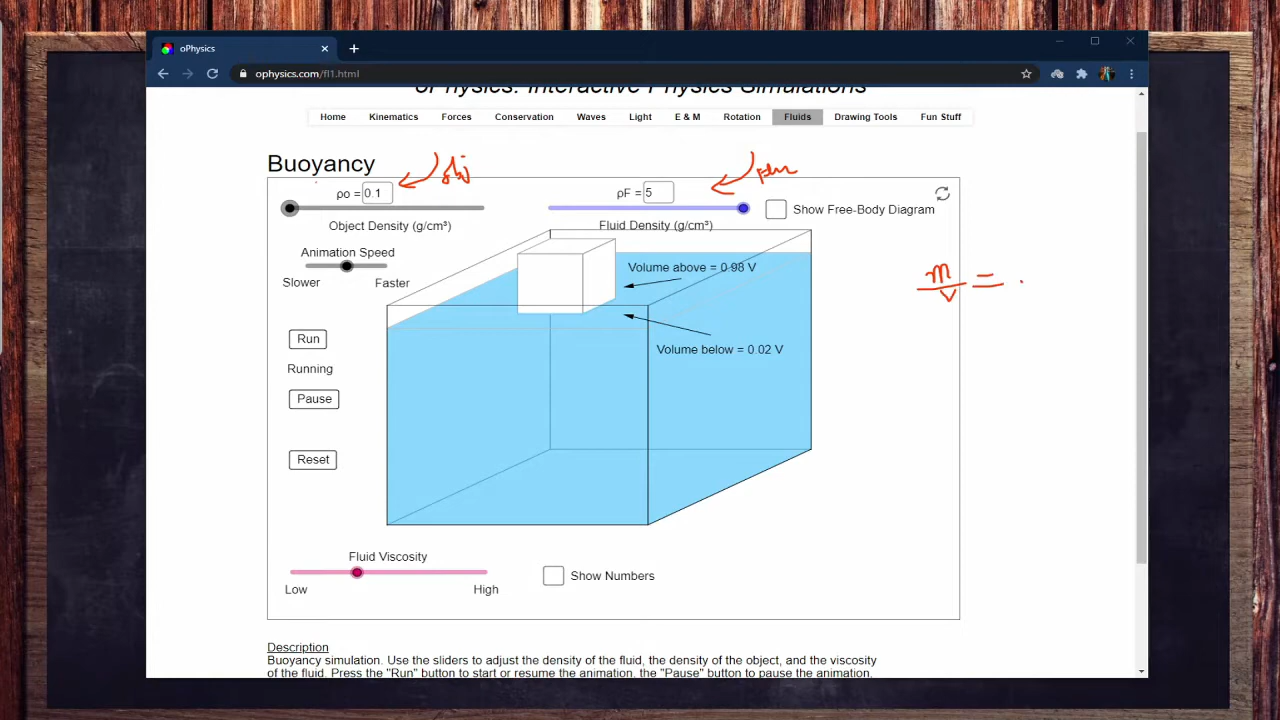 oPhysics
ophysics.com/fl1.html
oPhysics: Interactive Physics Simulations
Home Kinematics Forces Conservation Waves Light E & M Rotation Fluids Drawing Tools Fun Stuff
Buoyancy
obj
ρo = 0.1
ρF = 5
Show Free-Body Diagram
Object Density (g/cm³)
Fluid Density (g/cm³)
Animation Speed
Slower Faster
Volume above = 0.98 V
m
V
=
Run
Volume below = 0.02 V
Running
Pause
Reset
Fluid Viscosity
Show Numbers
Low High
Description
Buoyancy simulation. Use the sliders to adjust the density of the fluid, the density of the object, and the viscosity
of the fluid. Press the "Run" button to start or resume the animation, the "Pause" button to pause the animation,